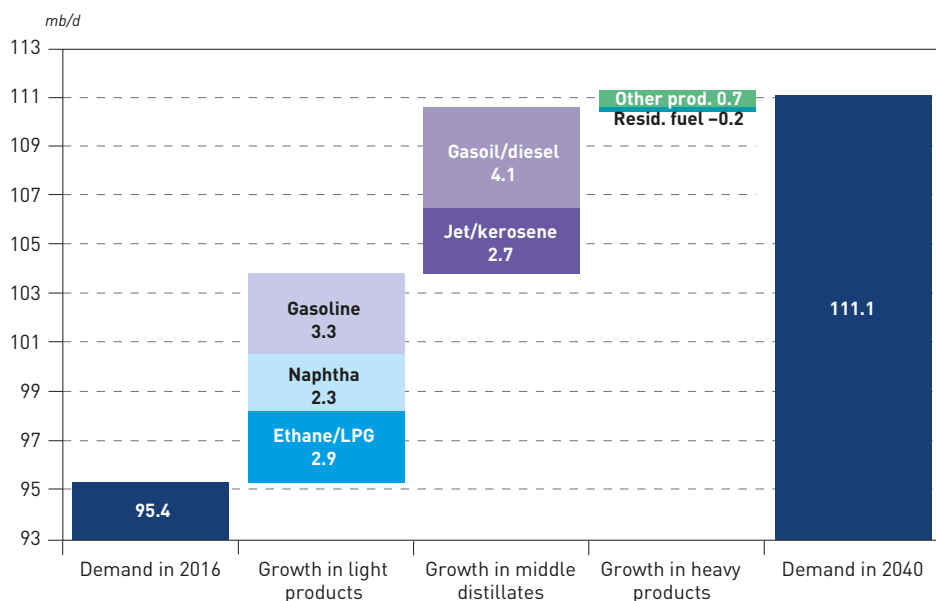 mb/d
113
111
109
107
105
103
101
99
97
95
93
95.4
Gasoline
3.3
Naphtha
2.3
Ethane/LPG
2.9
Gasoil/diesel
4.1
Jet/kerosene
2.7
Other prod. 0.7
Resid. fuel –0.2
111.1
Demand in 2016
Growth in light
products
Growth in middle
distillates
Growth in heavy
products
Demand in 2040